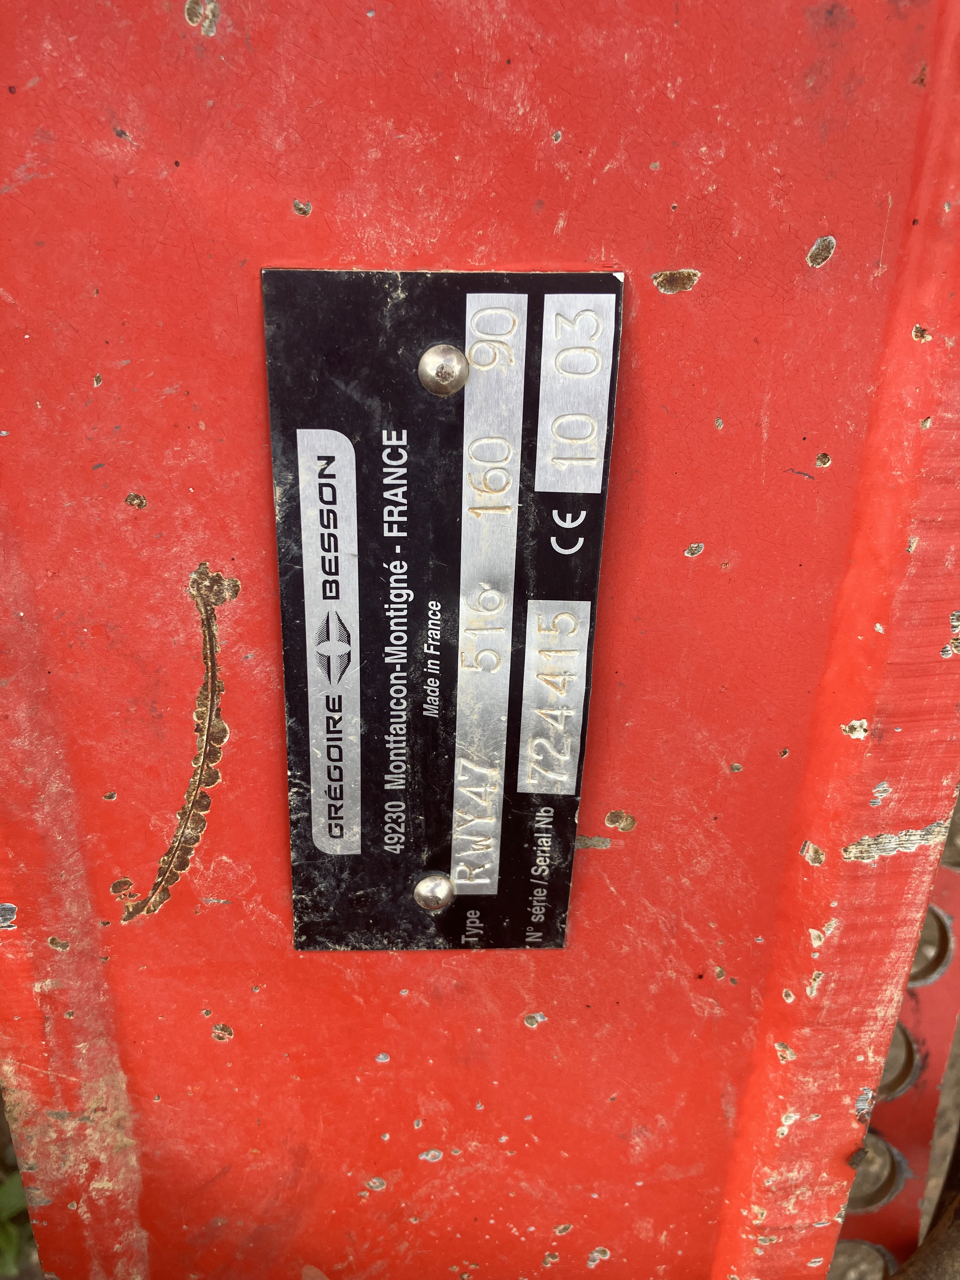 GRÉGOIRE BESSON
49230 Montfaucon-Montigné - FRANCE
Made in France
Type RWY47 516 160 90
N° série / Serial Nb 724415 CE 10 03